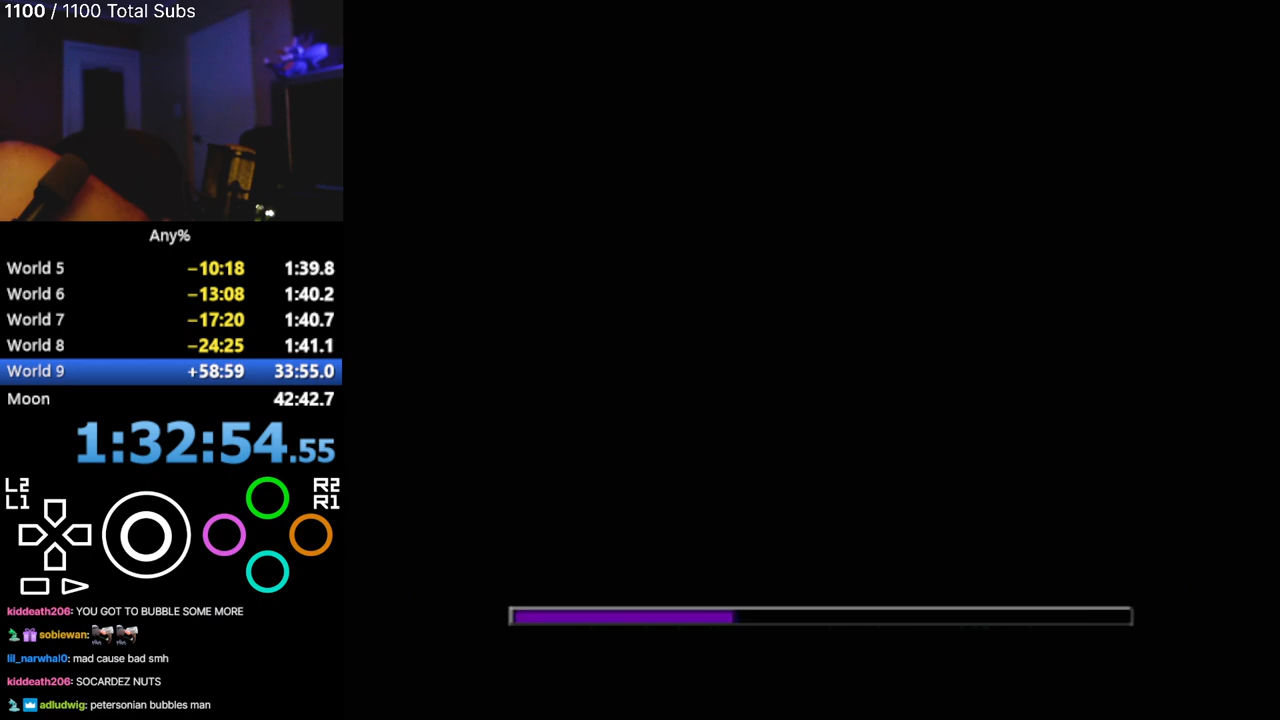 1100 / 1100 Total Subs
Any%
World 5 −10:18 1:39.8
World 6 −13:08 1:40.2
World 7 −17:20 1:40.7
World 8 −24:25 1:41.1
World 9 +58:59 33:55.0
Moon 42:42.7
1:32:54.55
L2 R2
L1 R1
kiddeath206: YOU GOT TO BUBBLE SOME MORE
sobiewan:
lil_narwhal0: mad cause bad smh
kiddeath206: SOCARDEZ NUTS
adludwig: petersonian bubbles man